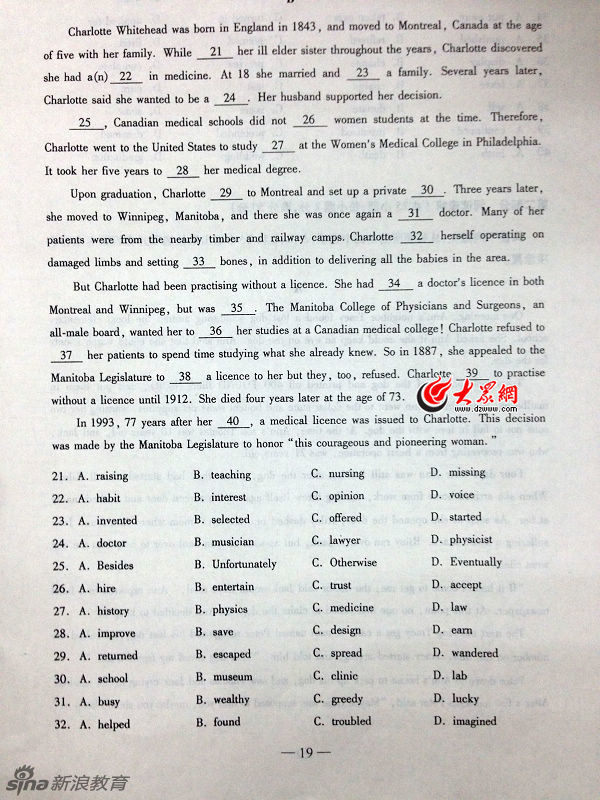 B
Charlotte Whitehead was born in England in 1843, and moved to Montreal, Canada at the age
of five with her family. While 21 her ill elder sister throughout the years, Charlotte discovered
she had a(n) 22 in medicine. At 18 she married and 23 a family. Several years later,
Charlotte said she wanted to be a 24 . Her husband supported her decision.
25 , Canadian medical schools did not 26 women students at the time. Therefore,
Charlotte went to the United States to study 27 at the Women's Medical College in Philadelphia.
It took her five years to 28 her medical degree.
Upon graduation, Charlotte 29 to Montreal and set up a private 30 . Three years later,
she moved to Winnipeg, Manitoba, and there she was once again a 31 doctor. Many of her
patients were from the nearby timber and railway camps. Charlotte 32 herself operating on
damaged limbs and setting 33 bones, in addition to delivering all the babies in the area.
But Charlotte had been practising without a licence. She had 34 a doctor's licence in both
Montreal and Winnipeg, but was 35 . The Manitoba College of Physicians and Surgeons, an
all-male board, wanted her to 36 her studies at a Canadian medical college! Charlotte refused to
37 her patients to spend time studying what she already knew. So in 1887, she appealed to the
Manitoba Legislature to 38 a licence to her but they, too, refused. Charlotte 39 to practise
without a licence until 1912. She died four years later at the age of 73.
大众网
www.dzwww.com
In 1993, 77 years after her 40 , a medical licence was issued to Charlotte. This decision
was made by the Manitoba Legislature to honor "this courageous and pioneering woman."
21. A. raising B. teaching C. nursing D. missing
22. A. habit B. interest C. opinion D. voice
23. A. invented B. selected C. offered D. started
24. A. doctor B. musician C. lawyer D. physicist
25. A. Besides B. Unfortunately C. Otherwise D. Eventually
26. A. hire B. entertain C. trust D. accept
27. A. history B. physics C. medicine D. law
28. A. improve B. save C. design D. earn
29. A. returned B. escaped C. spread D. wandered
30. A. school B. museum C. clinic D. lab
31. A. busy B. wealthy C. greedy D. lucky
32. A. helped B. found C. troubled D. imagined
— 19 —
sina 新浪教育